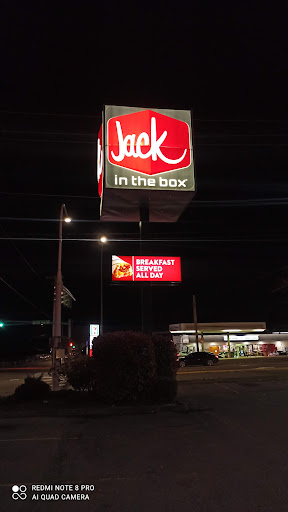 Jack
in the box
BREAKFAST
SERVED
ALL DAY
REDMI NOTE 8 PRO
AI QUAD CAMERA